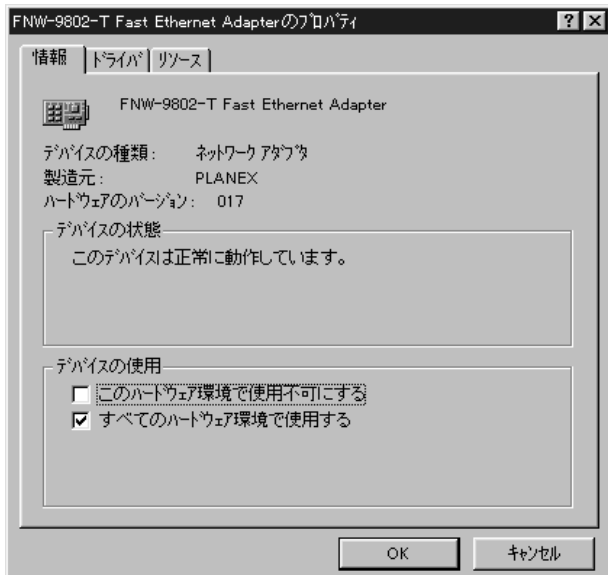 FNW-9802-T Fast Ethernet Adapterのﾌﾟﾛﾊﾟﾃｨ
情報 ﾄﾞﾗｲﾊﾞ ﾘｿｰｽ
FNW-9802-T Fast Ethernet Adapter
ﾃﾞﾊﾞｲｽの種類: ﾈｯﾄﾜｰｸ ｱﾀﾞﾌﾟﾀ
製造元: PLANEX
ﾊｰﾄﾞｳｪｱのﾊﾞｰｼﾞｮﾝ: 017
ﾃﾞﾊﾞｲｽの状態
このﾃﾞﾊﾞｲｽは正常に動作しています。
ﾃﾞﾊﾞｲｽの使用
このﾊｰﾄﾞｳｪｱ環境で使用不可にする
すべてのﾊｰﾄﾞｳｪｱ環境で使用する
OK ｷｬﾝｾﾙ